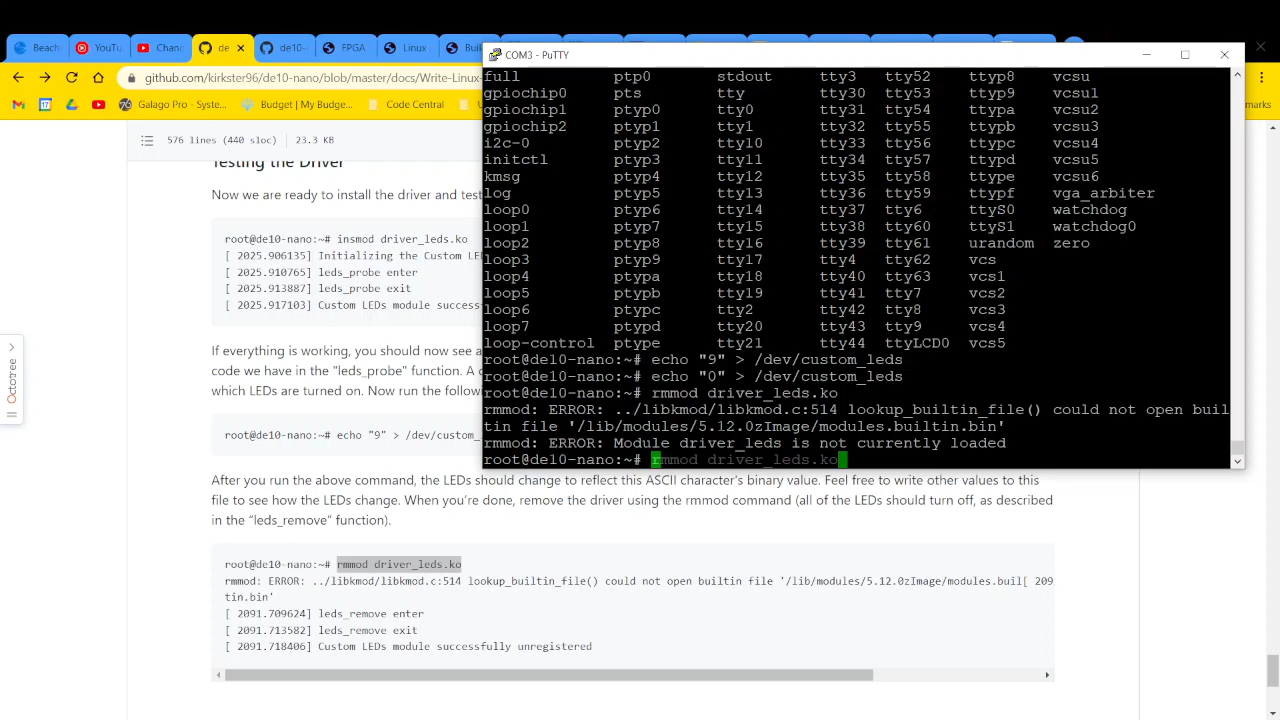 Beach
YouTu
Chann
de
de10-
FPGA
Linux
Buil
github.com/kirkster96/de10-nano/blob/master/docs/Write-Linux-
Galago Pro - Syste...
Budget | My Budge...
Code Central
marks
576 lines (440 sloc)
23.3 KB
Octotree
Testing the Driver
Now we are ready to install the driver and test
root@de10-nano:~# insmod driver_leds.ko
[ 2025.906135] Initializing the Custom LE
[ 2025.910765] leds_probe enter
[ 2025.913887] leds_probe exit
[ 2025.917103] Custom LEDs module success
If everything is working, you should now see a
code we have in the "leds_probe" function. A c
which LEDs are turned on. Now run the follow
root@de10-nano:~# echo "9" > /dev/custom_
After you run the above command, the LEDs should change to reflect this ASCII character's binary value. Feel free to write other values to this
file to see how the LEDs change. When you're done, remove the driver using the rmmod command (all of the LEDs should turn off, as described
in the “leds_remove” function).
root@de10-nano:~# rmmod driver_leds.ko
rmmod: ERROR: ../libkmod/libkmod.c:514 lookup_builtin_file() could not open builtin file '/lib/modules/5.12.0zImage/modules.buil[ 209
tin.bin'
[ 2091.709624] leds_remove enter
[ 2091.713582] leds_remove exit
[ 2091.718406] Custom LEDs module successfully unregistered
COM3 - PuTTY
full ptp0 stdout tty3 tty52 ttyp8 vcsu
gpiochip0 pts tty tty30 tty53 ttyp9 vcsu1
gpiochip1 ptyp0 tty0 tty31 tty54 ttypa vcsu2
gpiochip2 ptyp1 tty1 tty32 tty55 ttypb vcsu3
i2c-0 ptyp2 tty10 tty33 tty56 ttypc vcsu4
initctl ptyp3 tty11 tty34 tty57 ttypd vcsu5
kmsg ptyp4 tty12 tty35 tty58 ttype vcsu6
log ptyp5 tty13 tty36 tty59 ttypf vga_arbiter
loop0 ptyp6 tty14 tty37 tty6 ttyS0 watchdog
loop1 ptyp7 tty15 tty38 tty60 ttyS1 watchdog0
loop2 ptyp8 tty16 tty39 tty61 urandom zero
loop3 ptyp9 tty17 tty4 tty62 vcs
loop4 ptypa tty18 tty40 tty63 vcs1
loop5 ptypb tty19 tty41 tty7 vcs2
loop6 ptypc tty2 tty42 tty8 vcs3
loop7 ptypd tty20 tty43 tty9 vcs4
loop-control ptype tty21 tty44 ttyLCD0 vcs5
root@de10-nano:~# echo "9" > /dev/custom_leds
root@de10-nano:~# echo "0" > /dev/custom_leds
root@de10-nano:~# rmmod driver_leds.ko
rmmod: ERROR: ../libkmod/libkmod.c:514 lookup_builtin_file() could not open buil
tin file '/lib/modules/5.12.0zImage/modules.builtin.bin'
rmmod: ERROR: Module driver_leds is not currently loaded
root@de10-nano:~# rmmod driver_leds.ko